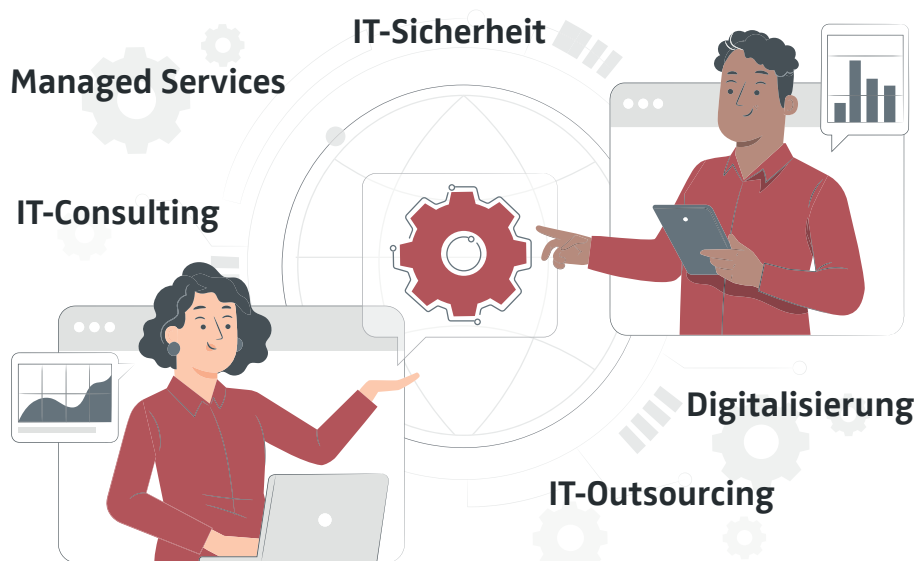 IT-Sicherheit
Managed Services
IT-Consulting
Digitalisierung
IT-Outsourcing